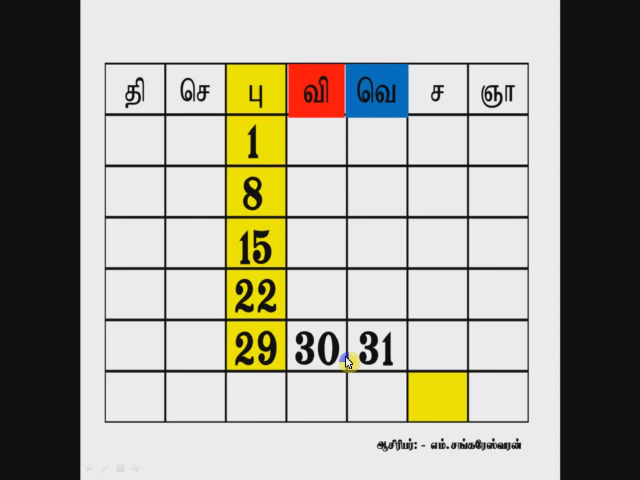 தி செ பு வி வெ ச ஞா
1
8
15
22
29 30 31
ஆசிரியர்: - எம். சங்கரேஸ்வரன்